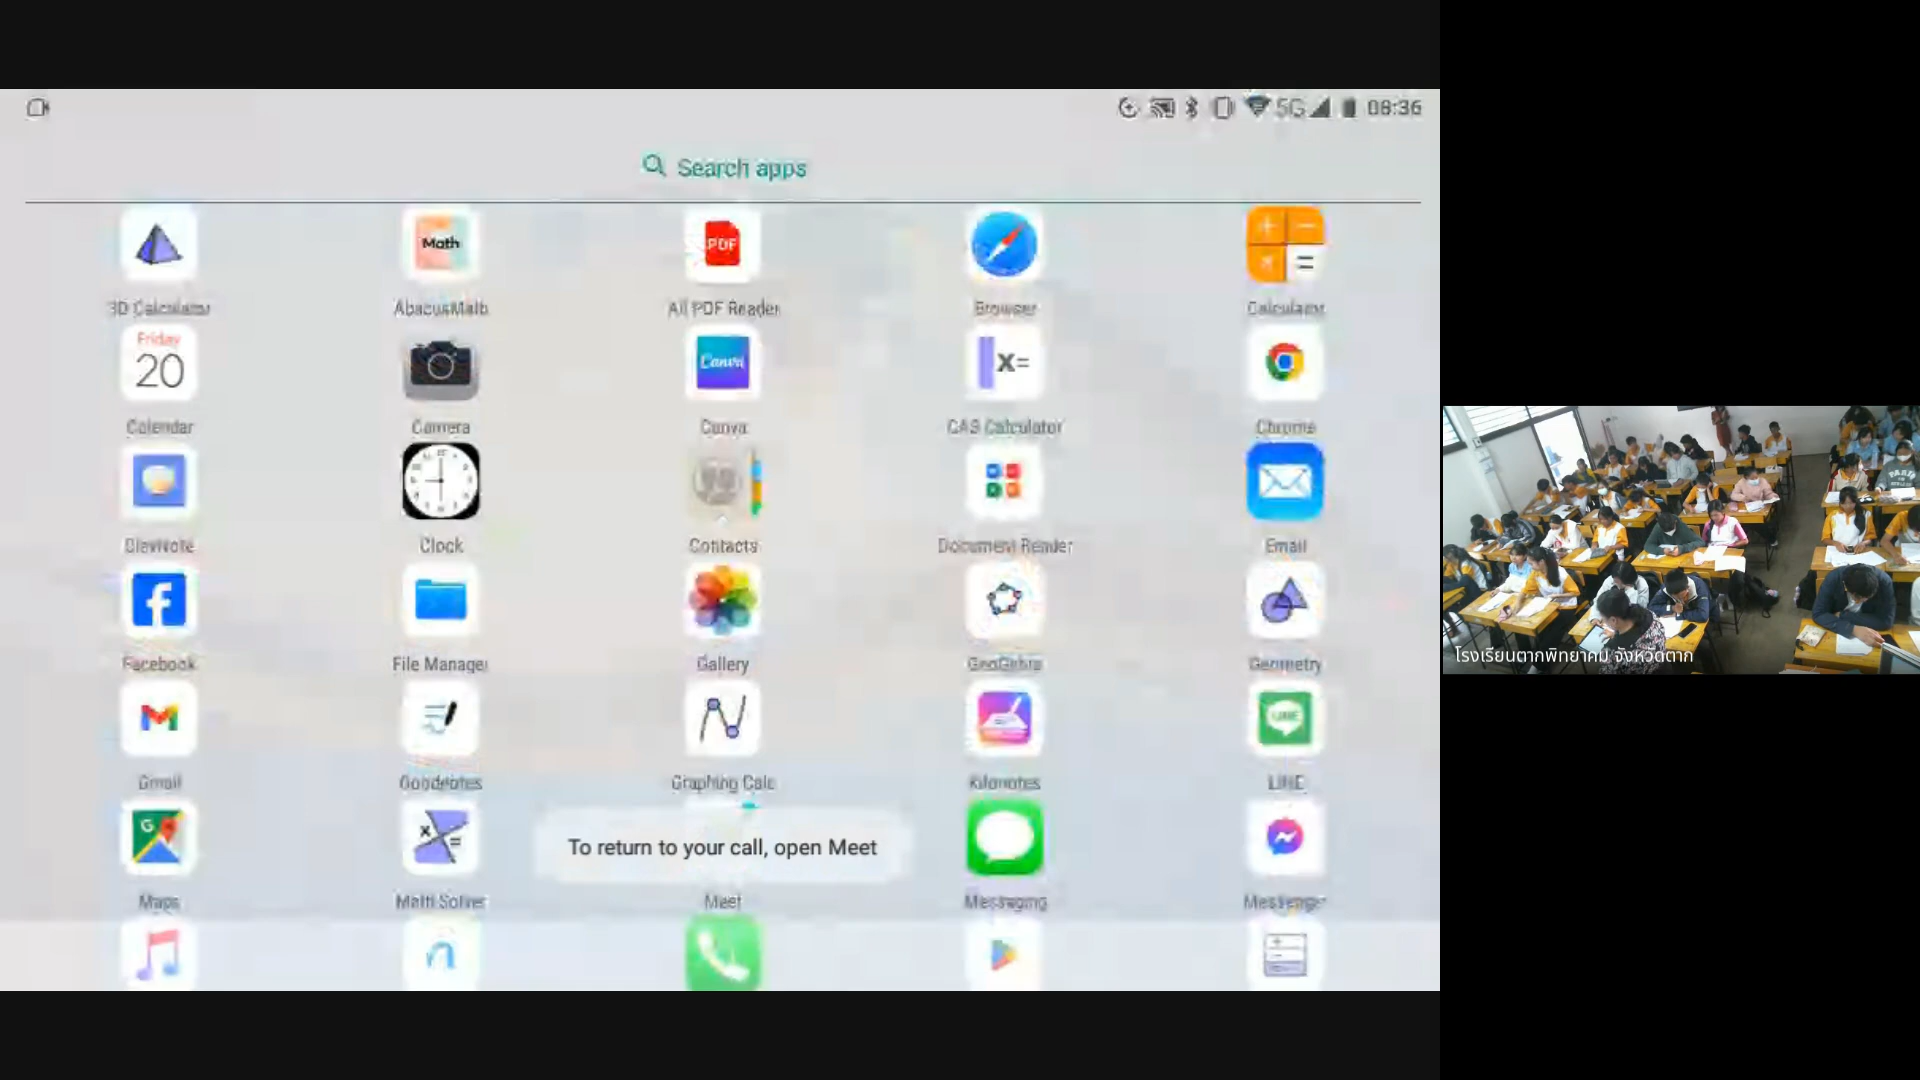 5G 08:36
Search apps
Math PDF
3D Calculator AbacusMath All PDF Reader Browser Calculator
Friday
20 Canva X=
Calendar Camera Canva CAS Calculator Chrome
Clock Contacts Document Reader Email
Facebook File Manager Gallery GeoGebra Geometry
LINE
Gmail Goodnotes Graphing Calc Kilonotes LINE
G
To return to your call, open Meet
Maps Math Solver Meet Messaging Messenger
PARIS
โรงเรียนตากพิทยาคม จังหวัดตาก